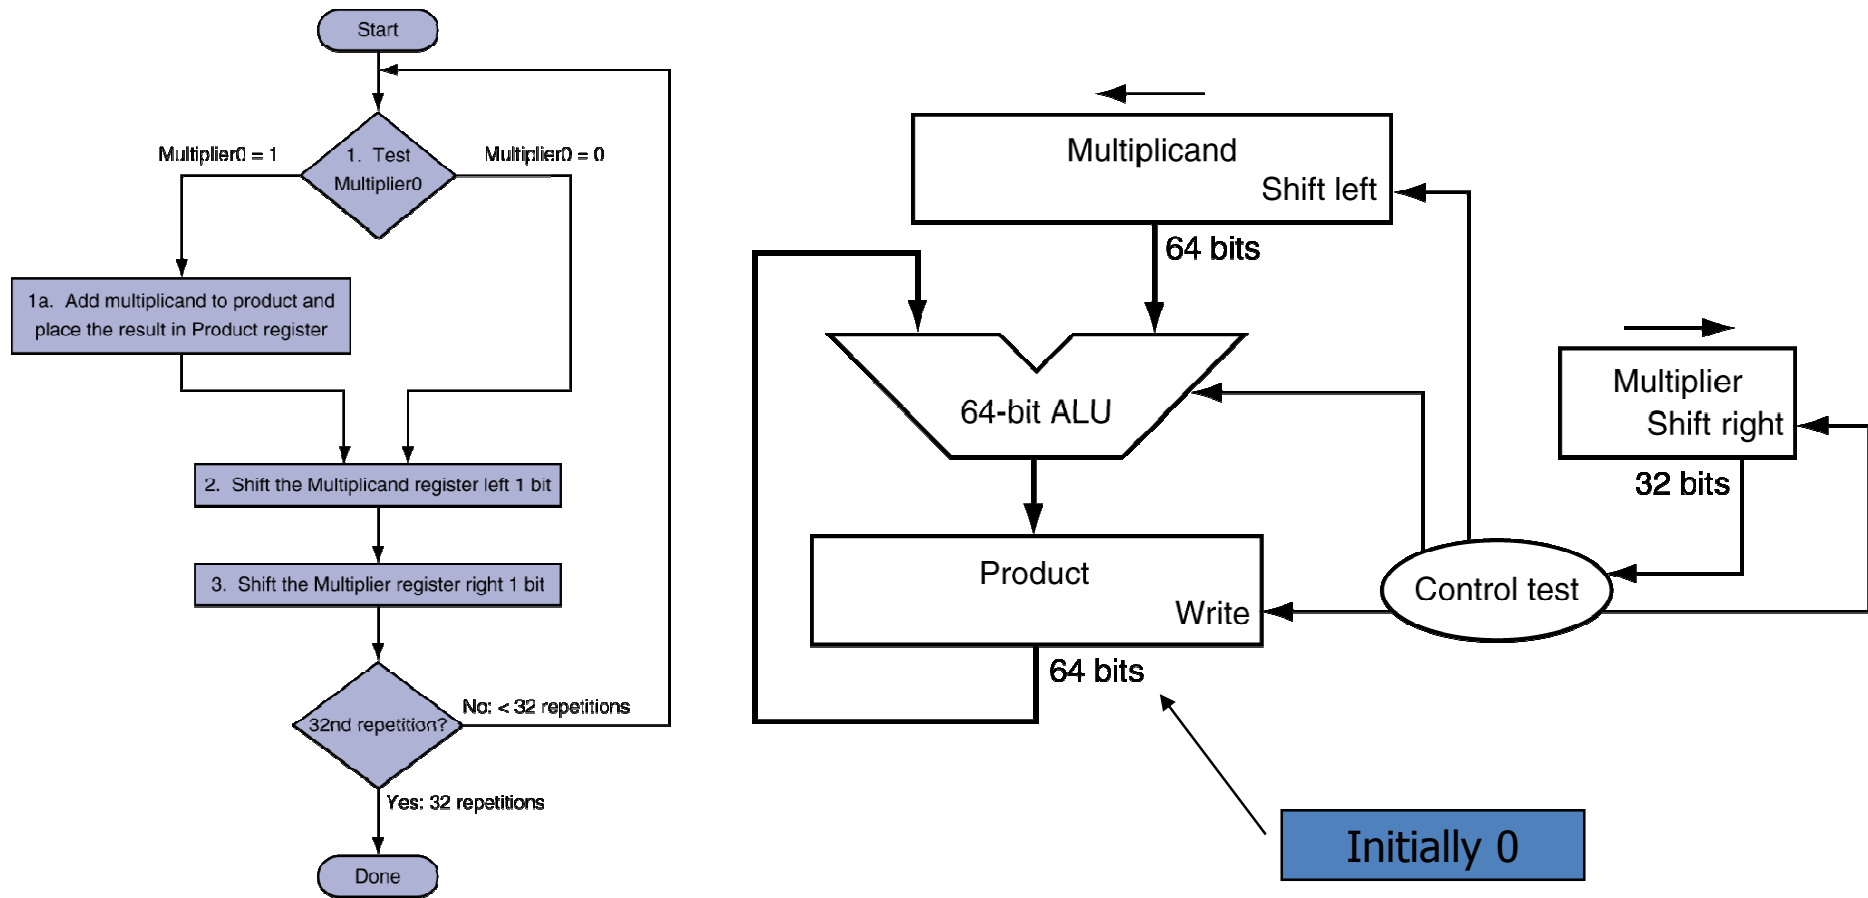 Start
Multiplier0 = 1
1. Test
Multiplier0
Multiplier0 = 0
1a. Add multiplicand to product and
place the result in Product register
2. Shift the Multiplicand register left 1 bit
3. Shift the Multiplier register right 1 bit
32nd repetition?
No: < 32 repetitions
Yes: 32 repetitions
Done
Multiplicand
Shift left
64 bits
64-bit ALU
Multiplier
Shift right
32 bits
Product
Write
64 bits
Control test
Initially 0